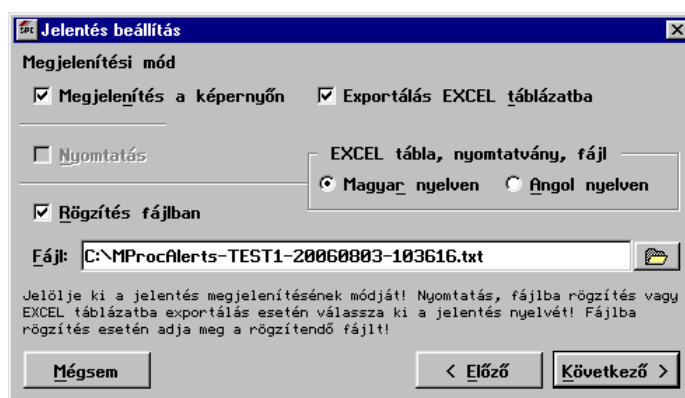 SPC Jelentés beállítás
Megjelenítési mód
Megjelenítés a képernyőn Exportálás EXCEL táblázatba
Nyomtatás
EXCEL tábla, nyomtatvány, fájl
Magyar nyelven Angol nyelven
Rögzítés fájlban
Fájl: C:\MProcAlerts-TEST1-20060803-103616.txt
Jelölje ki a jelentés megjelenítésének módját! Nyomtatás, fájlba rögzítés vagy
EXCEL táblázatba exportálás esetén válassza ki a jelentés nyelvét! Fájlba
rögzítés esetén adja meg a rögzítendő fájlt!
Mégsem < Előző Következő >